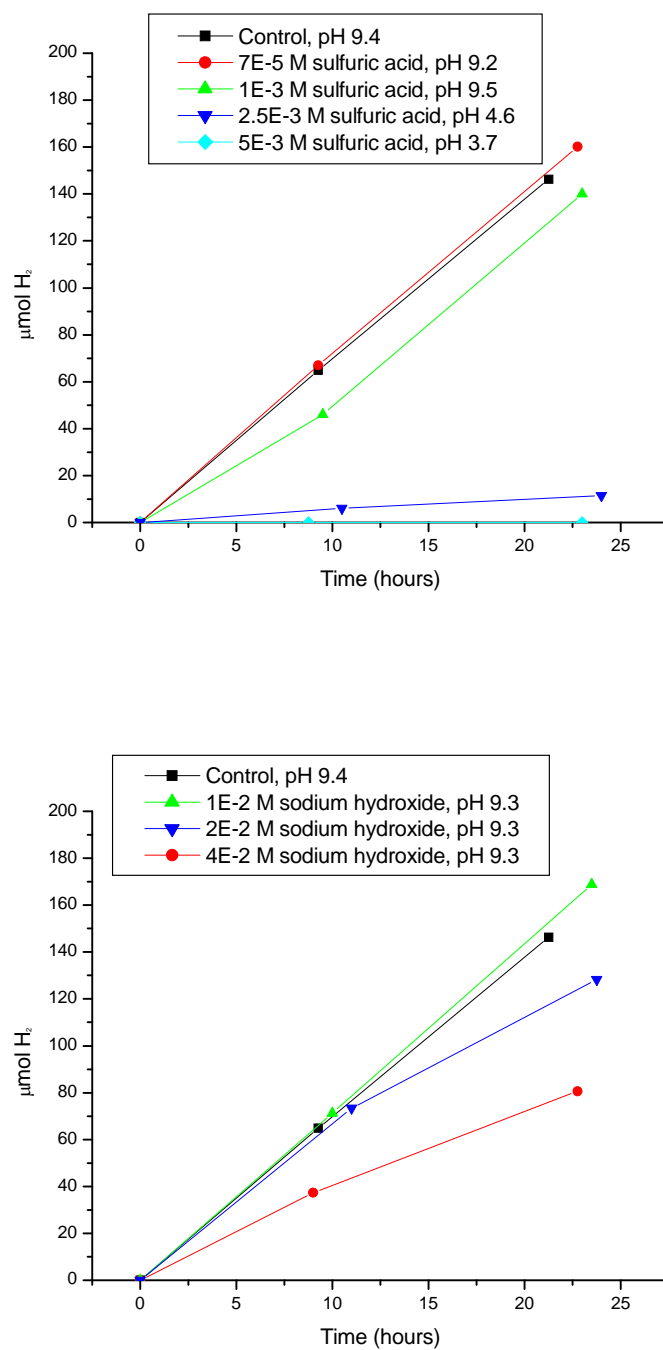 Control, pH 9.4
7E-5 M sulfuric acid, pH 9.2
1E-3 M sulfuric acid, pH 9.5
2.5E-3 M sulfuric acid, pH 4.6
5E-3 M sulfuric acid, pH 3.7
200
180
160
140
120
100
80
60
40
20
0
μmol H₂
0 5 10 15 20 25
Time (hours)
Control, pH 9.4
1E-2 M sodium hydroxide, pH 9.3
2E-2 M sodium hydroxide, pH 9.3
4E-2 M sodium hydroxide, pH 9.3
200
180
160
140
120
100
80
60
40
20
0
μmol H₂
0 5 10 15 20 25
Time (hours)